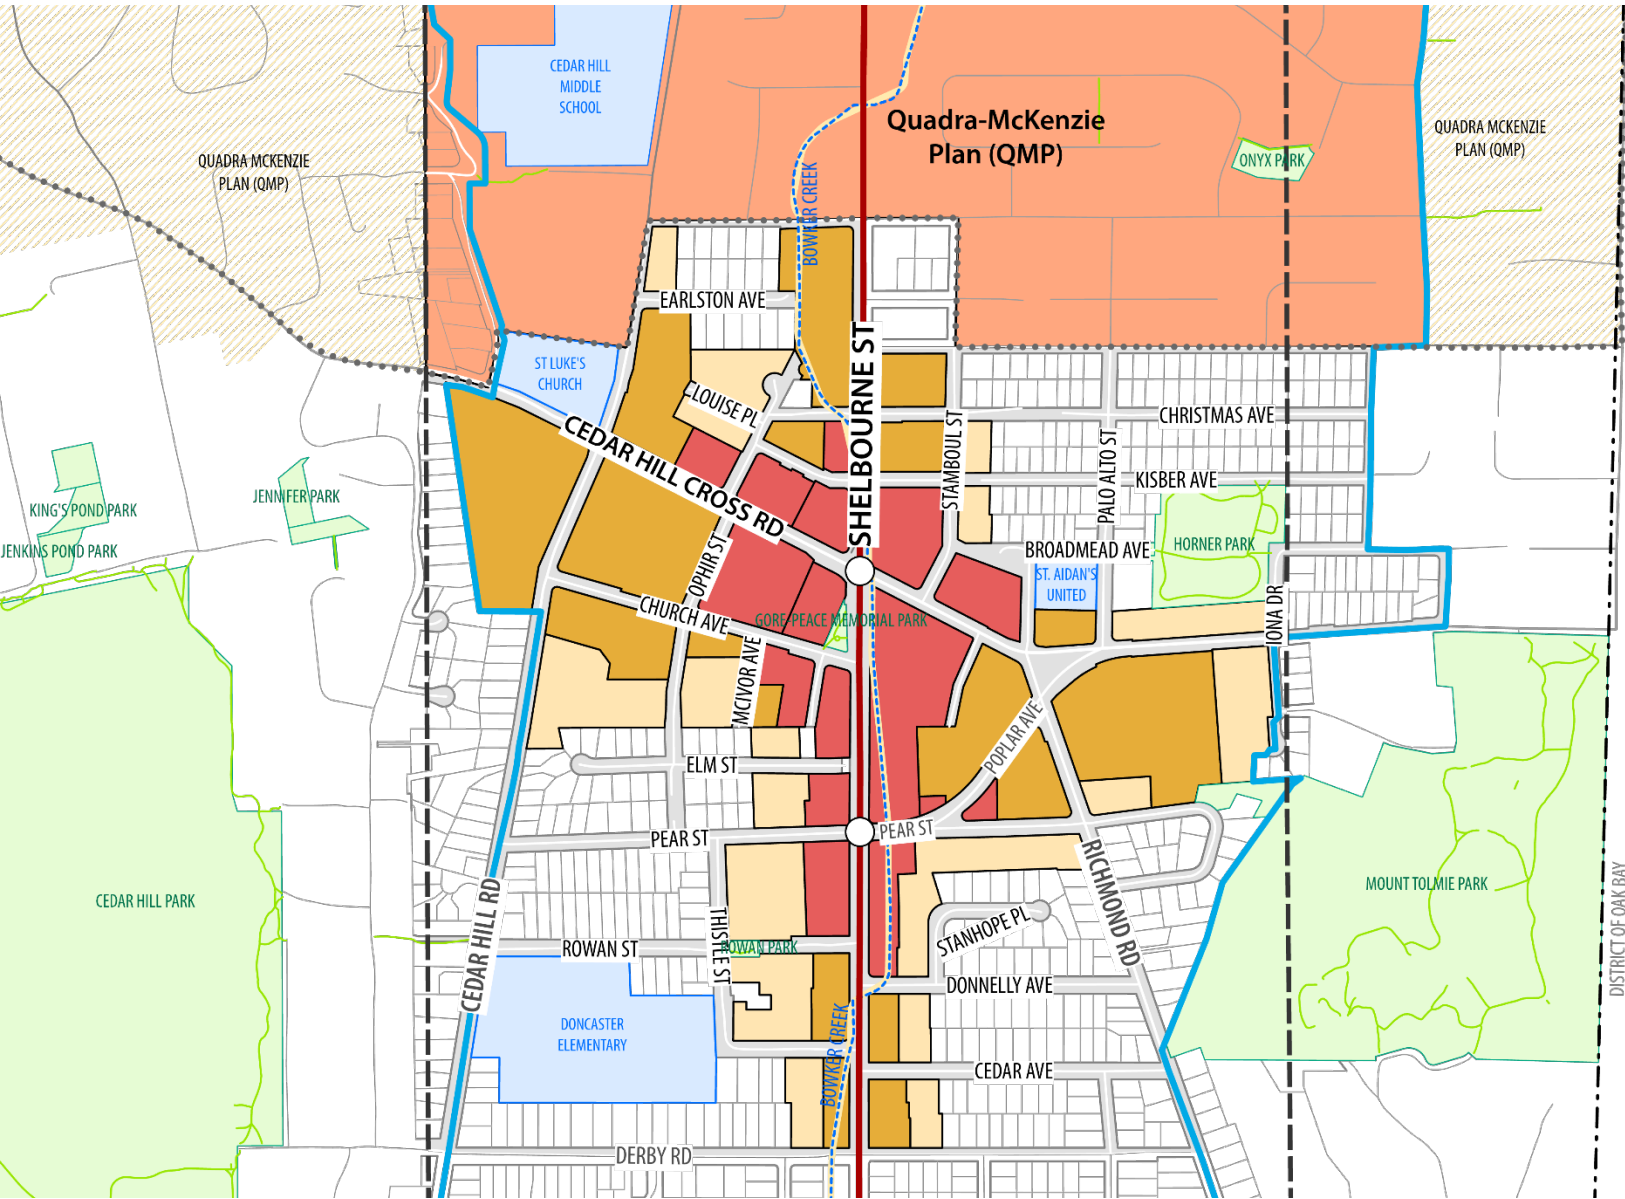 CEDAR HILL
MIDDLE
SCHOOL
Quadra-McKenzie
Plan (QMP)
QUADRA MCKENZIE
PLAN (QMP)
QUADRA MCKENZIE
PLAN (QMP)
ONYX PARK
BOWKER CREEK
EARLSTON AVE
ST LUKE'S
CHURCH
LOUISE PL
CEDAR HILL CROSS RD
SHELBOURNE ST
STAMBOUL ST
CHRISTMAS AVE
PALO ALTO ST
KISBER AVE
KING'S POND PARK
JENNIFER PARK
JENKINS POND PARK
BROADMEAD AVE
HORNER PARK
ST. AIDAN'S
UNITED
OPHIR ST
CHURCH AVE
GORE-PEACE MEMORIAL PARK
IONA DR
MCIVOR AVE
POPLAR AVE
ELM ST
PEAR ST
PEAR ST
RICHMOND RD
MOUNT TOLMIE PARK
DISTRICT OF OAK BAY
CEDAR HILL PARK
CEDAR HILL RD
THISTLE ST
ROWAN ST
ROWAN PARK
STANHOPE PL
DONNELLY AVE
DONCASTER
ELEMENTARY
BOWKER CREEK
CEDAR AVE
DERBY RD